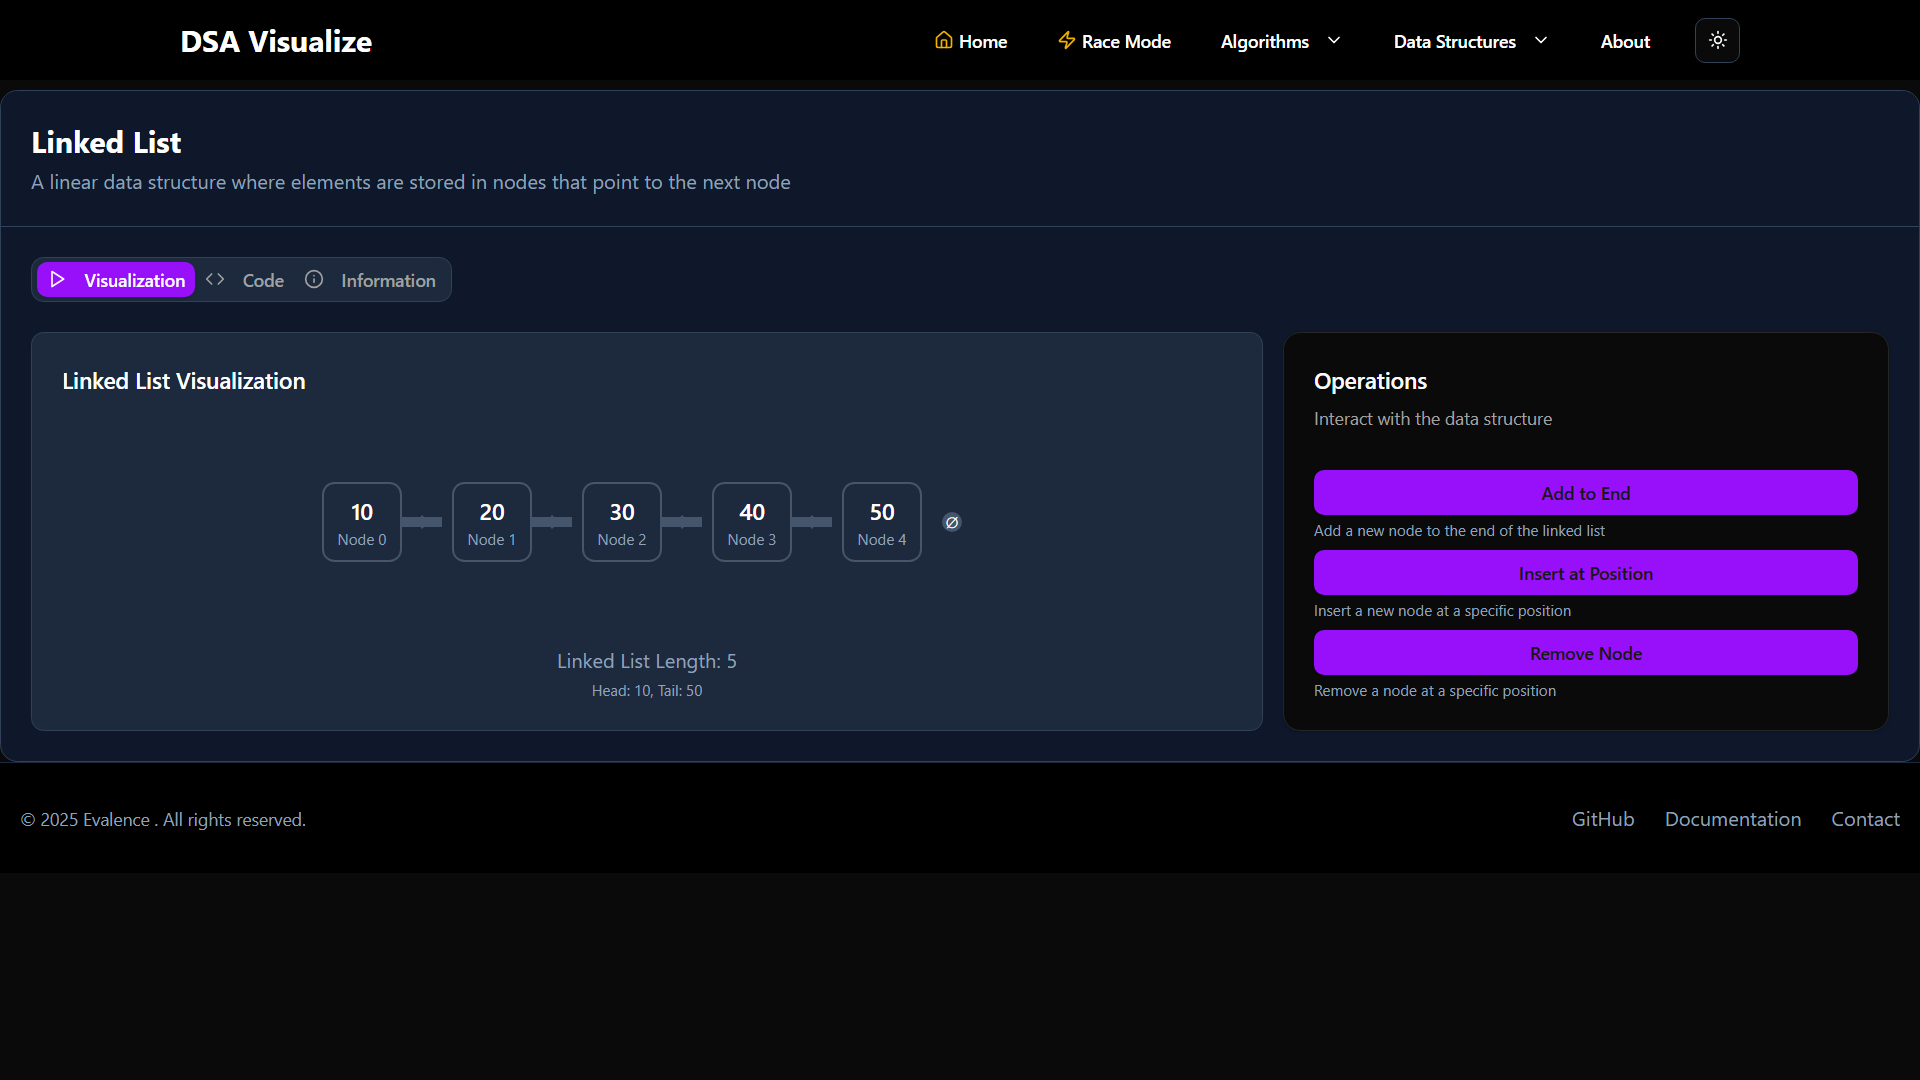 DSA Visualize
Home
Race Mode
Algorithms
Data Structures
About
Linked List
A linear data structure where elements are stored in nodes that point to the next node
Visualization
Code
Information
Linked List Visualization
10
Node 0
20
Node 1
30
Node 2
40
Node 3
50
Node 4
Ø
Linked List Length: 5
Head: 10, Tail: 50
Operations
Interact with the data structure
Add to End
Add a new node to the end of the linked list
Insert at Position
Insert a new node at a specific position
Remove Node
Remove a node at a specific position
© 2025 Evalence . All rights reserved.
GitHub
Documentation
Contact